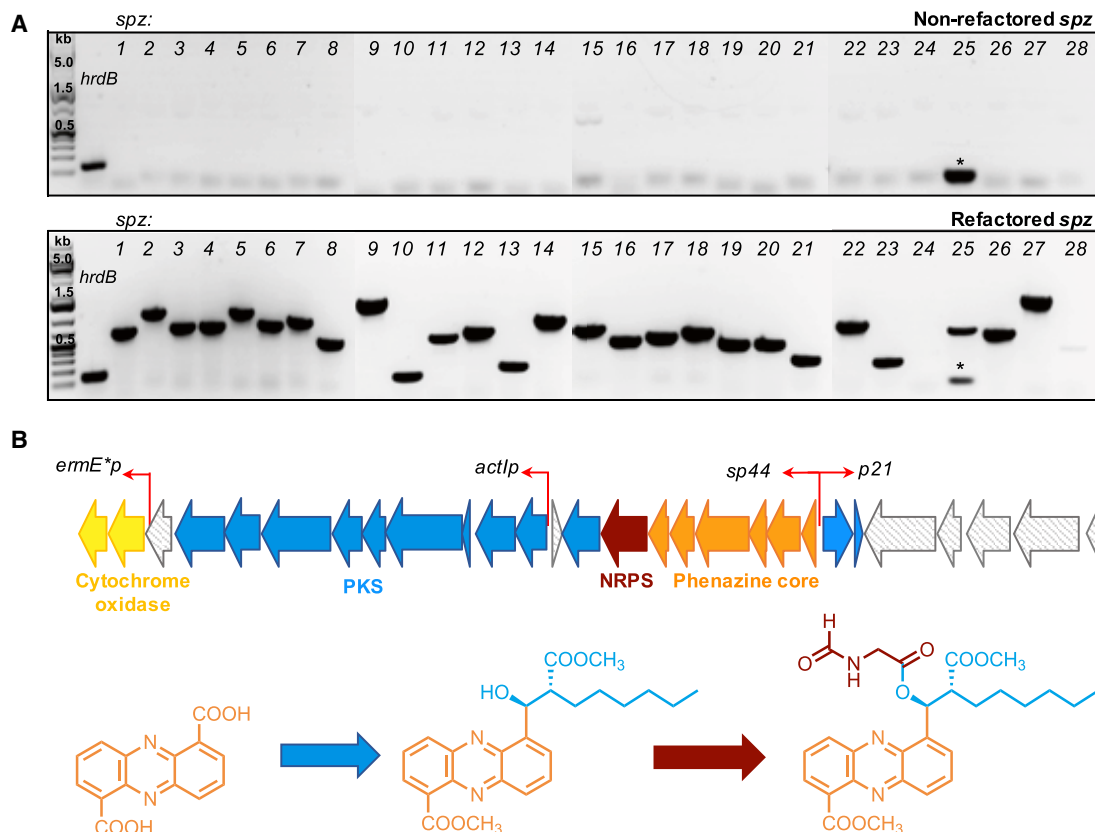 A
spz:
Non-refactored spz
kb
1 2 3 4 5 6 7 8 9 10 11 12 13 14 15 16 17 18 19 20 21 22 23 24 25 26 27 28
5.0
hrdB
1.5
0.5
*
spz:
Refactored spz
kb
1 2 3 4 5 6 7 8 9 10 11 12 13 14 15 16 17 18 19 20 21 22 23 24 25 26 27 28
5.0
hrdB
1.5
0.5
*
B
ermE*p
actIp
sp44
p21
Cytochrome
oxidase
PKS
NRPS
Phenazine core
H
O
N
H
O
O
COOCH3
COOCH3
HO
COOH
N
N
COOH
N
N
COOCH3
N
N
COOCH3